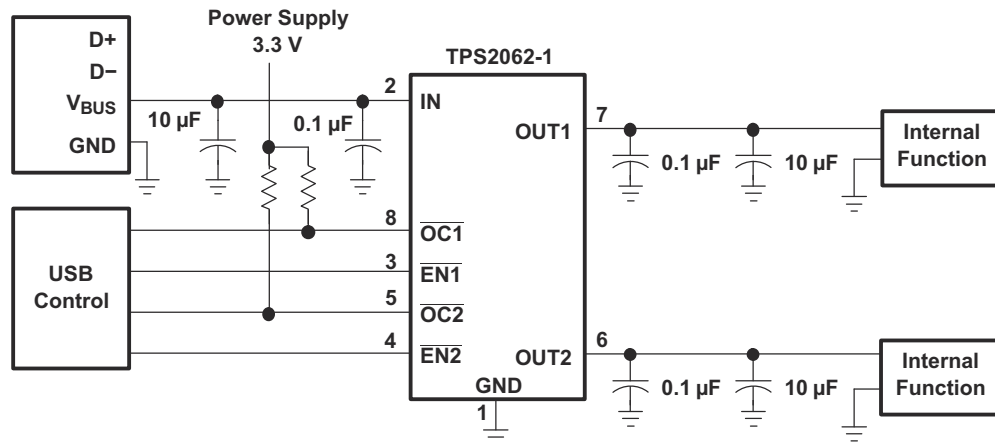 Power Supply
3.3 V
TPS2062-1
D+
D−
VBUS
GND
10 µF
0.1 µF
2
IN
OUT1
7
0.1 µF
10 µF
Internal
Function
USB
Control
8
OC1
3
EN1
5
OC2
4
EN2
OUT2
6
0.1 µF
10 µF
Internal
Function
GND
1